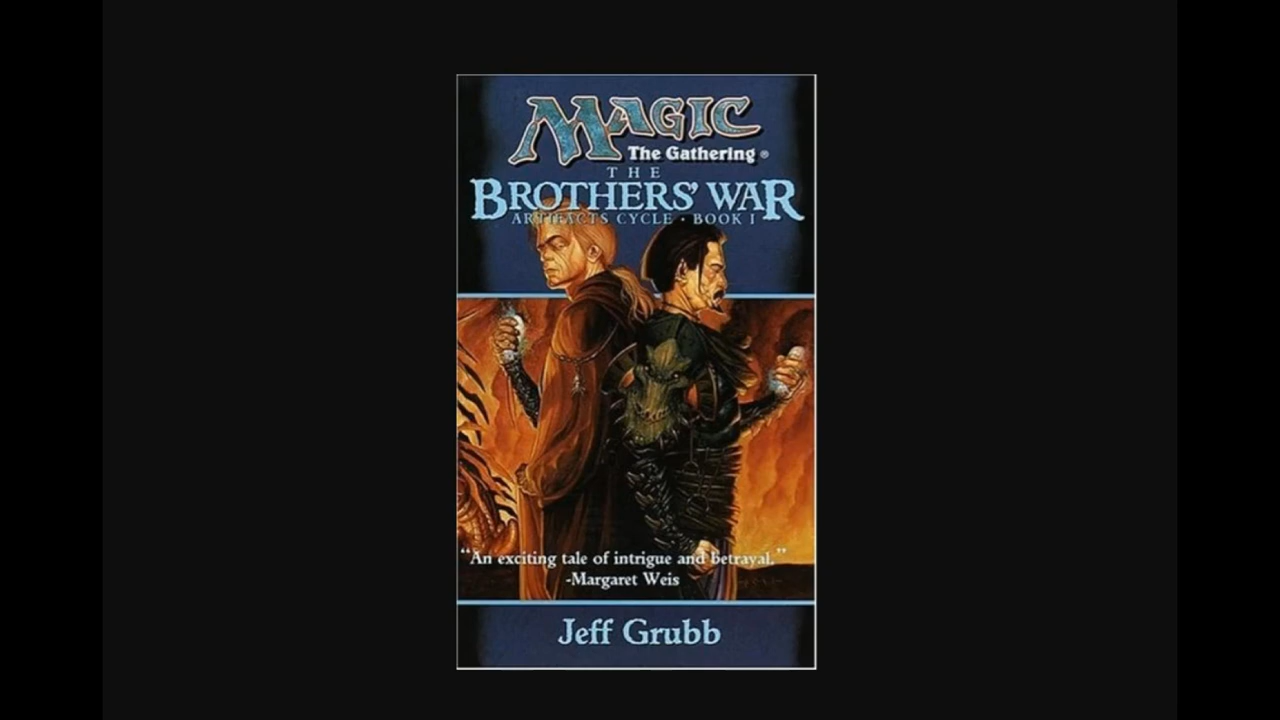 MAGIC
The Gathering®
THE
BROTHERS' WAR
ARTIFACTS CYCLE · BOOK I
“An exciting tale of intrigue and betrayal.”
-Margaret Weis
Jeff Grubb